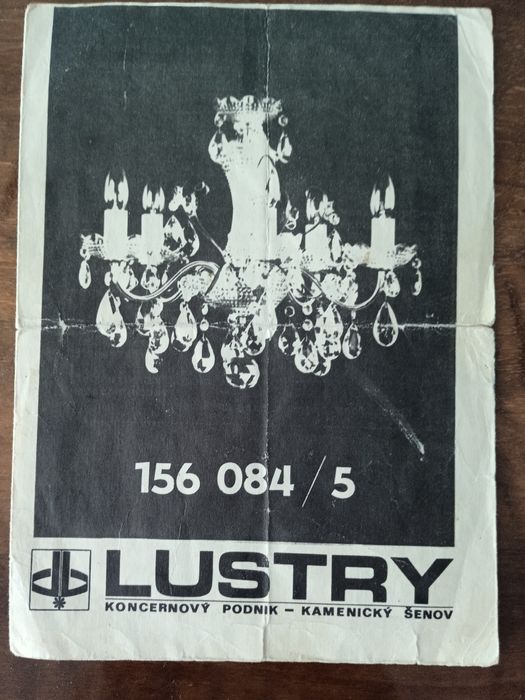 156 084/5
LUSTRY
KONCERNOVÝ PODNIK – KAMENICKÝ ŠENOV